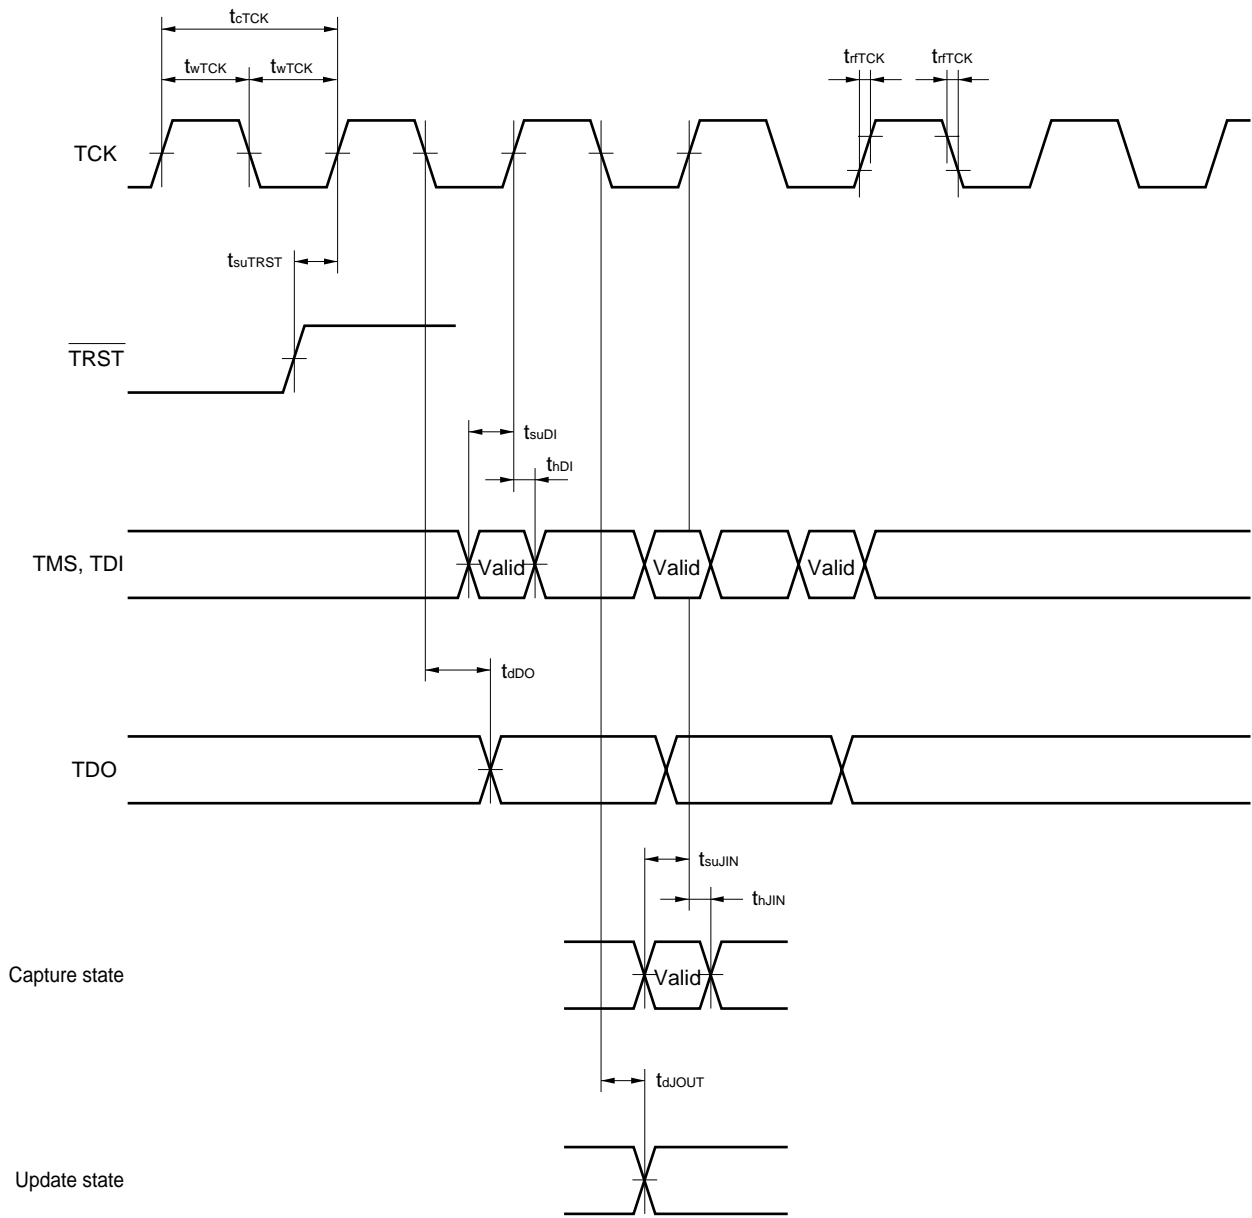 tcTCK
twTCK twTCK trfTCK trfTCK
TCK
tsuTRST
TRST
tsuDI
thDI
TMS, TDI Valid Valid Valid
tdDO
TDO
tsuJIN
thJIN
Capture state Valid
tdJOUT
Update state